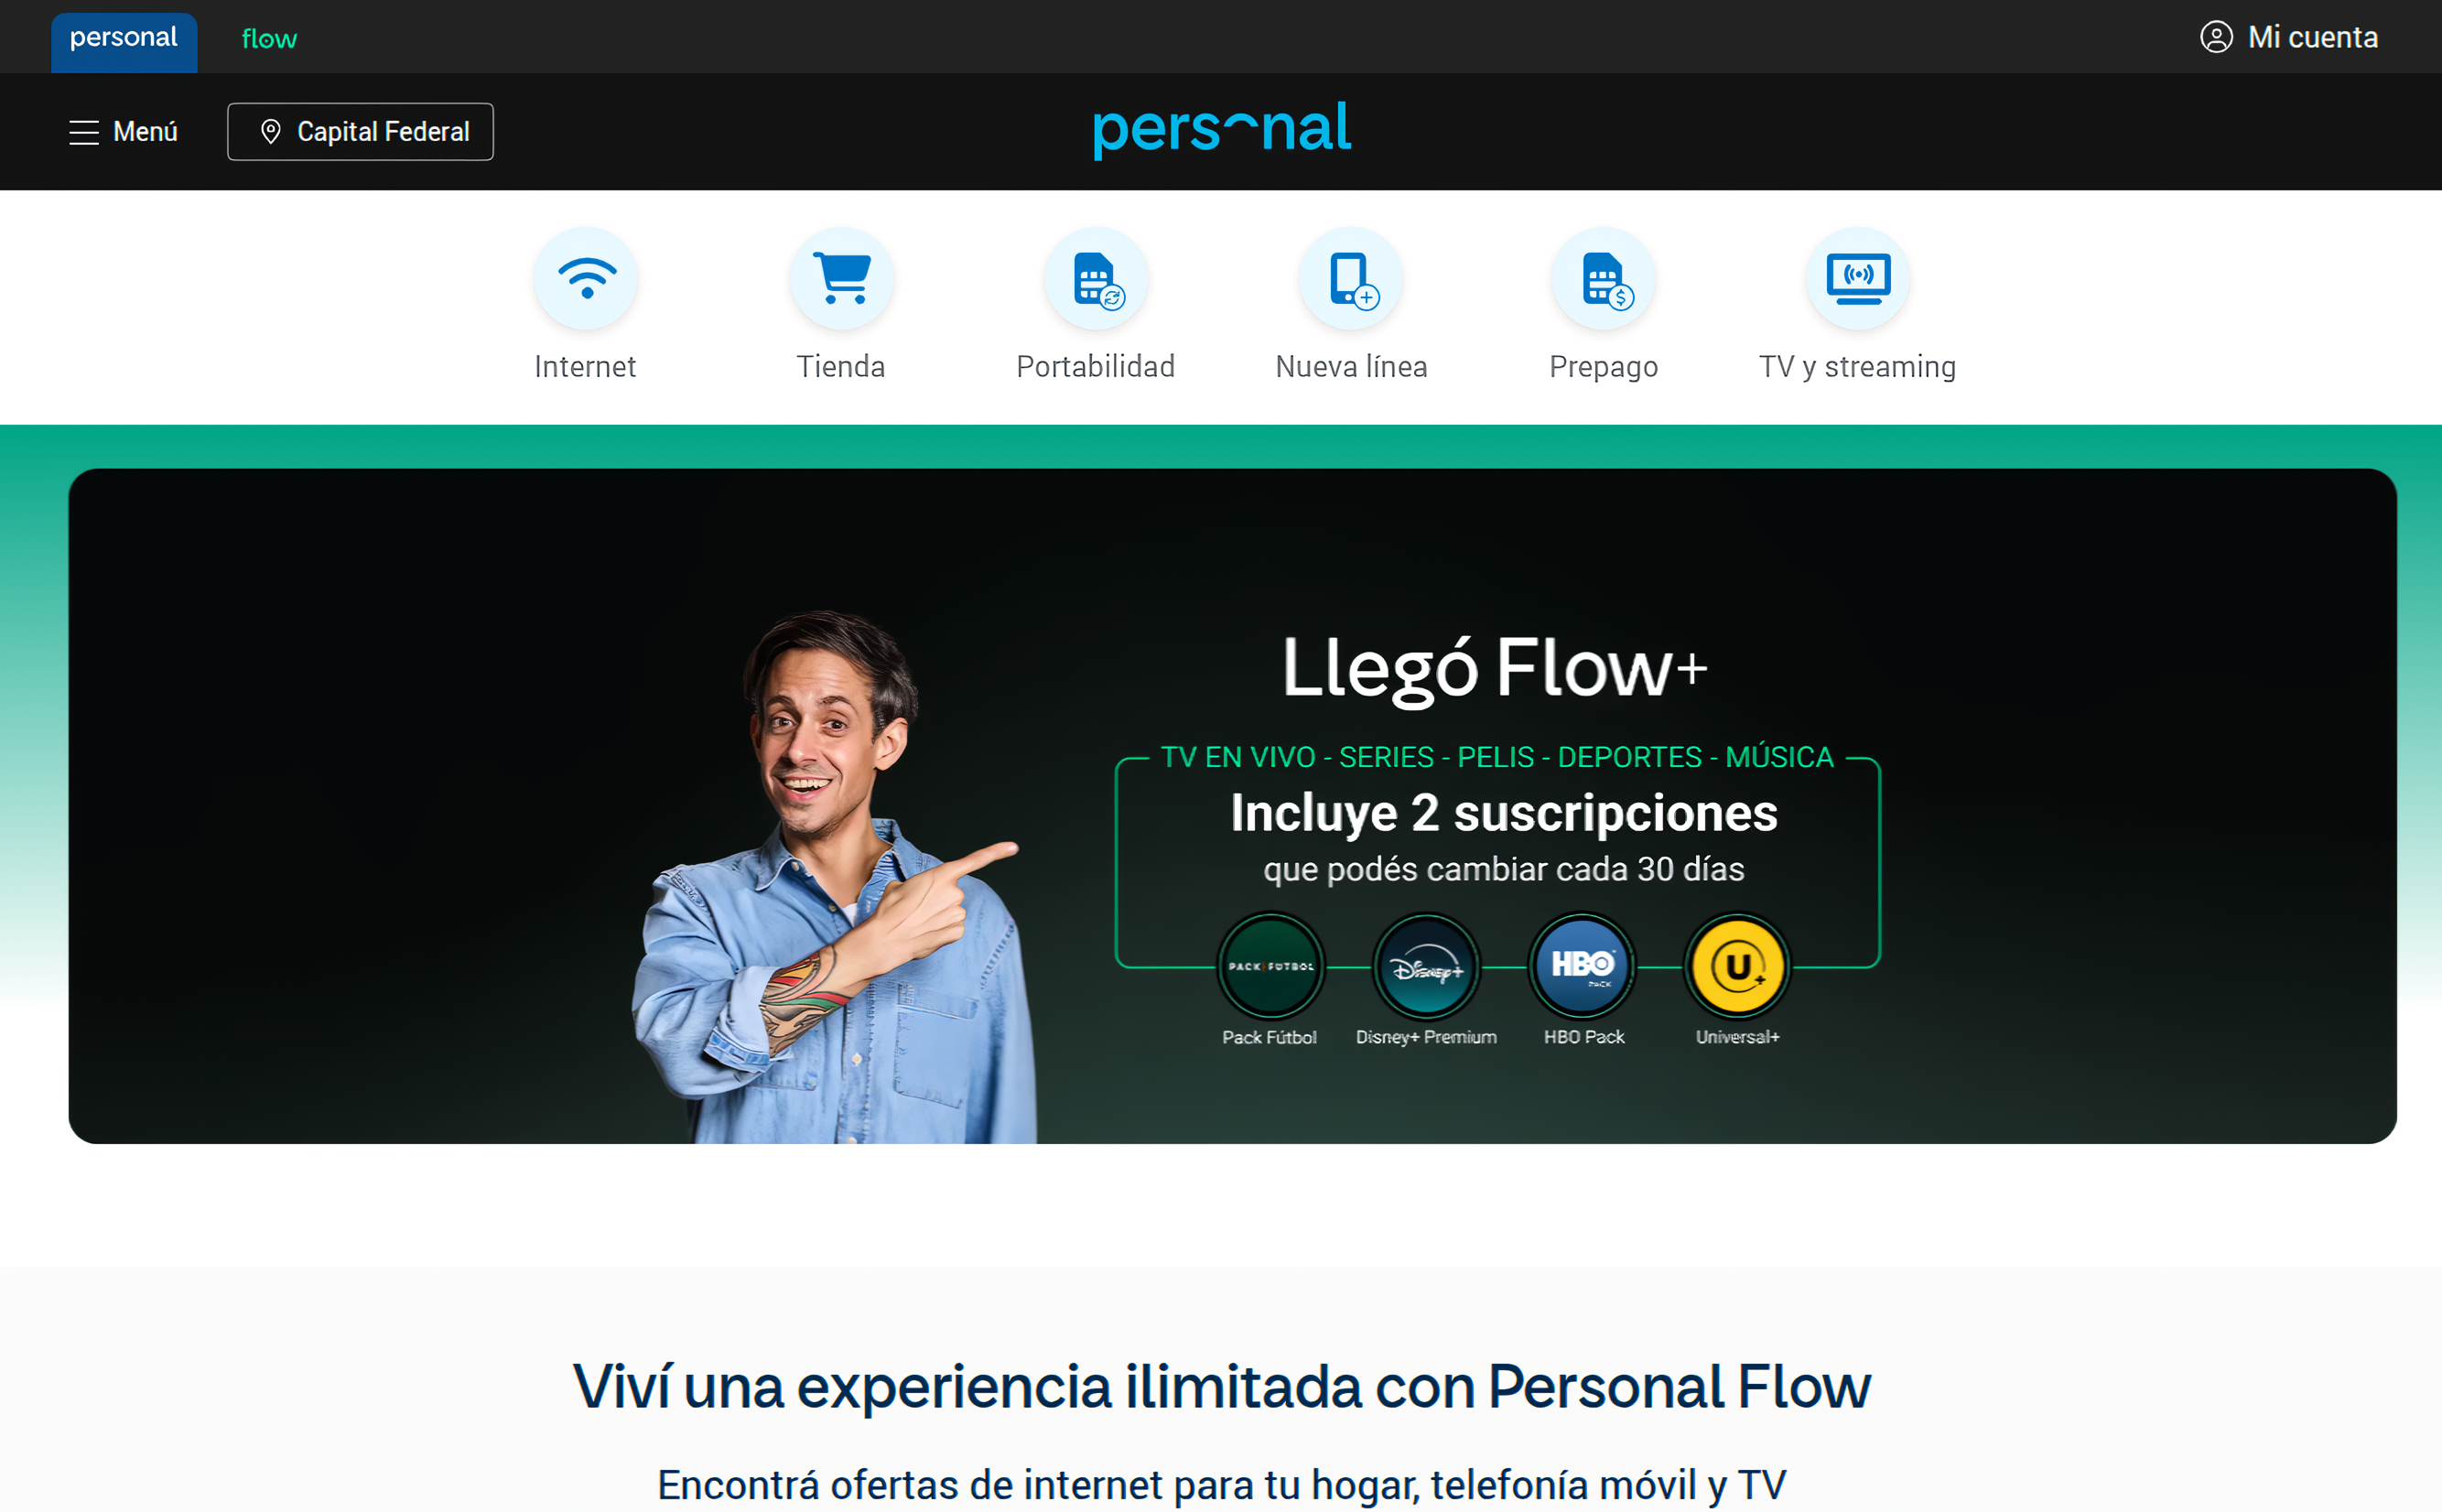 personal
flow
Mi cuenta
Menú
Capital Federal
personal
Internet
Tienda
Portabilidad
Nueva línea
Prepago
TV y streaming
Llegó Flow+
TV EN VIVO - SERIES - PELIS - DEPORTES - MÚSICA
Incluye 2 suscripciones
que podés cambiar cada 30 días
PACK FÚTBOL
Disney+
HBO
PACK
U+
Pack Fútbol
Disney+ Premium
HBO Pack
Universal+
Viví una experiencia ilimitada con Personal Flow
Encontrá ofertas de internet para tu hogar, telefonía móvil y TV